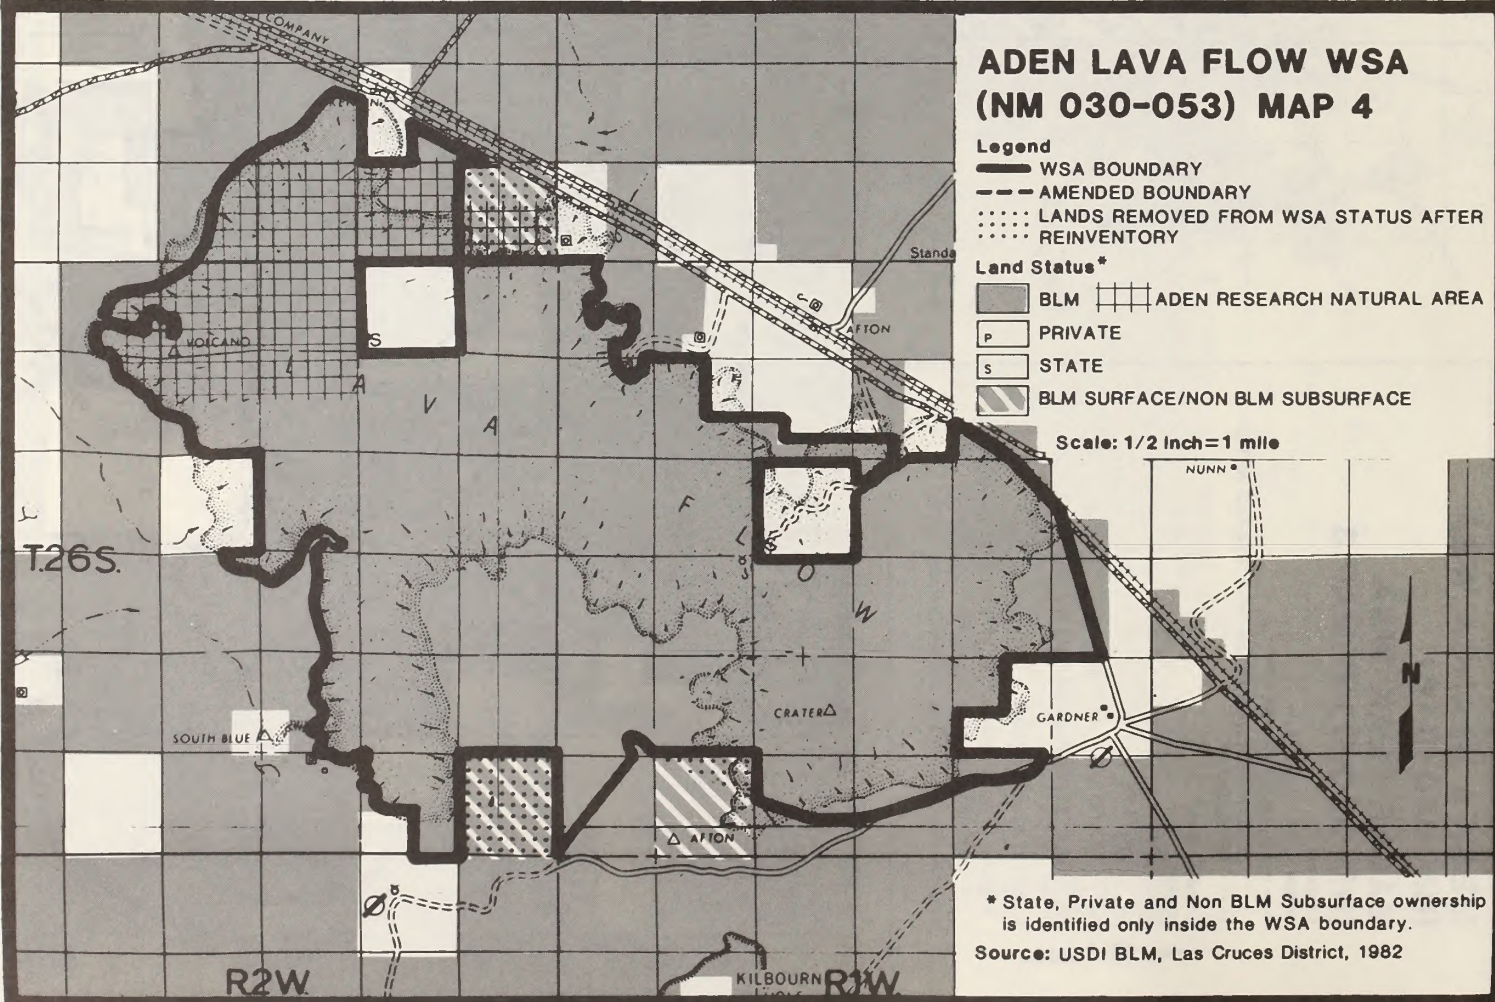 COMPANY
ADEN LAVA FLOW WSA
(NM 030-053) MAP 4
Legend
WSA BOUNDARY
AMENDED BOUNDARY
LANDS REMOVED FROM WSA STATUS AFTER
REINVENTORY
Land Status*
BLM ADEN RESEARCH NATURAL AREA
P PRIVATE
S STATE
BLM SURFACE/NON BLM SUBSURFACE
Scale: 1/2 Inch=1 mile
Standa
AFTON
VOLCANO
S
L A V A
F L O W
NUNN
T.26S.
CRATER
GARDNER
SOUTH BLUE
AFTON
N
* State, Private and Non BLM Subsurface ownership
is identified only inside the WSA boundary.
Source: USDI BLM, Las Cruces District, 1982
R2W.
KILBOURN
R1W.